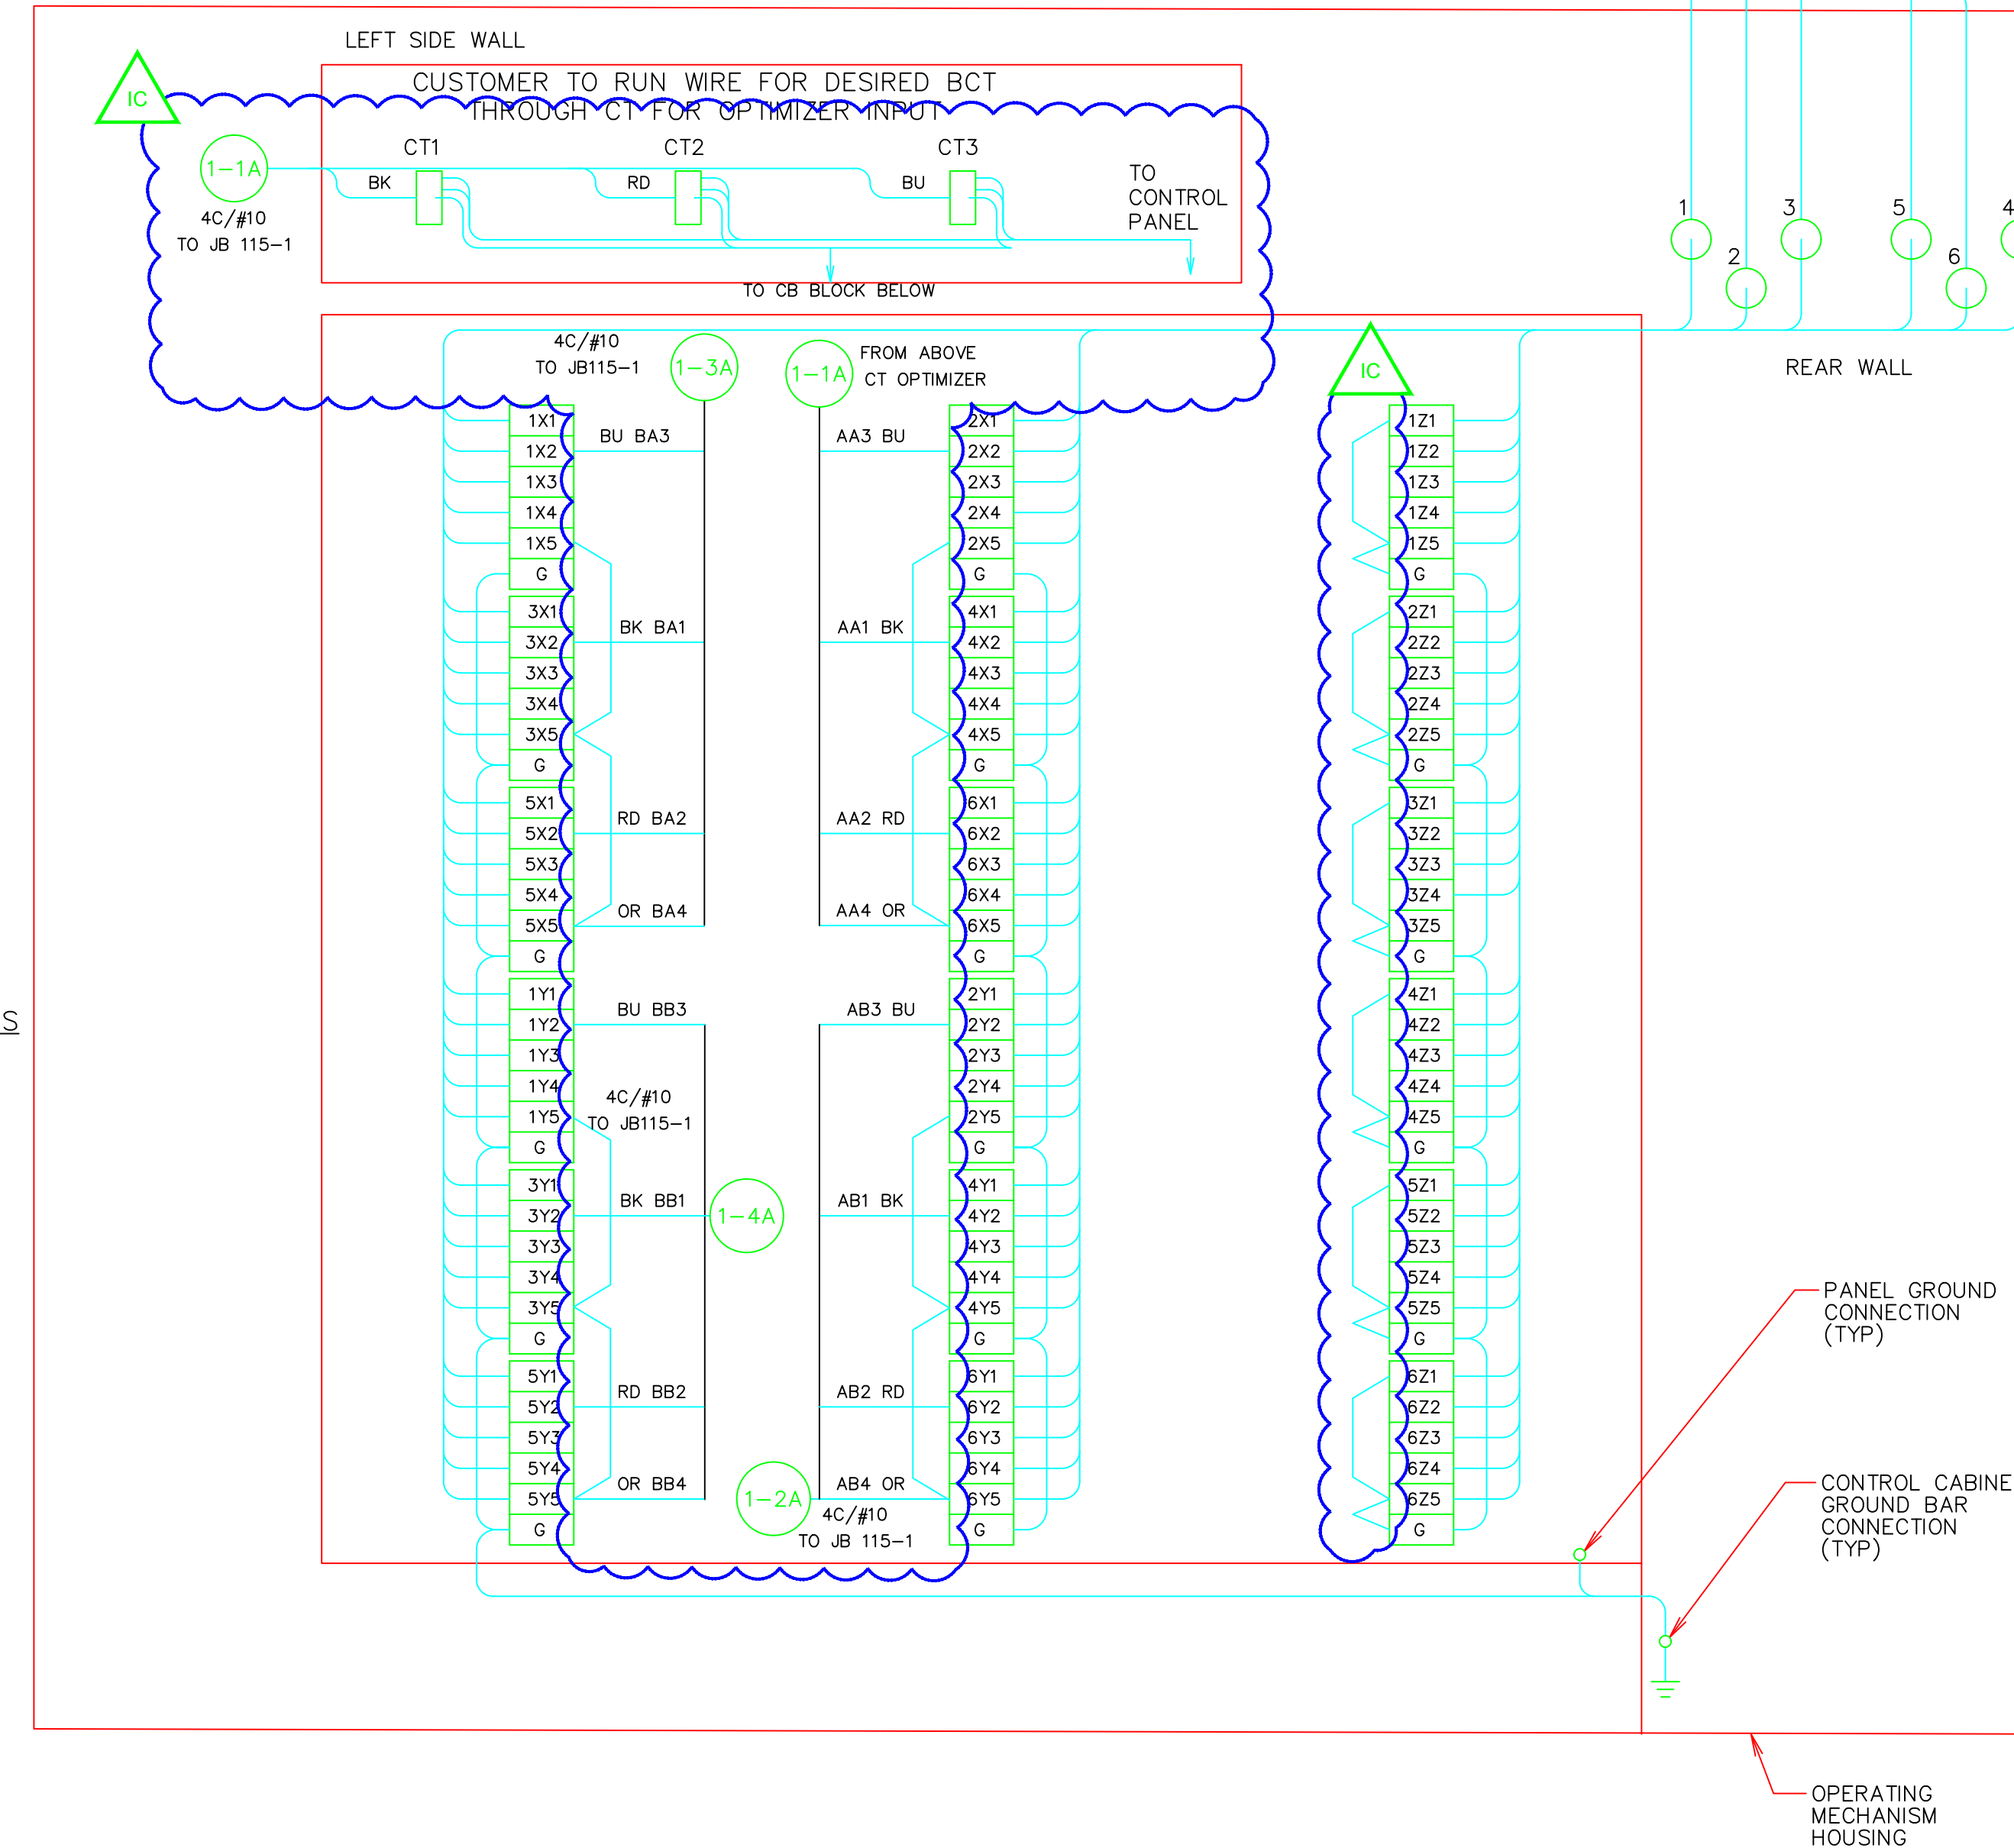 LEFT SIDE WALL
CUSTOMER TO RUN WIRE FOR DESIRED BCT
THROUGH CT FOR OPTIMIZER INPUT
IC
CT1
CT2
CT3
1-1A
BK
RD
BU
TO
CONTROL
PANEL
4C/#10
TO JB 115-1
TO CB BLOCK BELOW
1
3
5
4
2
6
REAR WALL
4C/#10
TO JB115-1
1-3A
1-1A
FROM ABOVE
CT OPTIMIZER
IC
1X1
1X2
1X3
1X4
1X5
G
3X1
3X2
3X3
3X4
3X5
G
5X1
5X2
5X3
5X4
5X5
G
1Y1
1Y2
1Y3
1Y4
1Y5
G
3Y1
3Y2
3Y3
3Y4
3Y5
G
5Y1
5Y2
5Y3
5Y4
5Y5
G
BU BA3
BK BA1
RD BA2
OR BA4
BU BB3
4C/#10
TO JB115-1
BK BB1
1-4A
RD BB2
OR BB4
AA3 BU
AA1 BK
AA2 RD
AA4 OR
AB3 BU
AB1 BK
AB2 RD
1-2A
AB4 OR
4C/#10
TO JB 115-1
2X1
2X2
2X3
2X4
2X5
G
4X1
4X2
4X3
4X4
4X5
G
6X1
6X2
6X3
6X4
6X5
G
2Y1
2Y2
2Y3
2Y4
2Y5
G
4Y1
4Y2
4Y3
4Y4
4Y5
G
6Y1
6Y2
6Y3
6Y4
6Y5
G
1Z1
1Z2
1Z3
1Z4
1Z5
G
2Z1
2Z2
2Z3
2Z4
2Z5
G
3Z1
3Z2
3Z3
3Z4
3Z5
G
4Z1
4Z2
4Z3
4Z4
4Z5
G
5Z1
5Z2
5Z3
5Z4
5Z5
G
6Z1
6Z2
6Z3
6Z4
6Z5
G
S
PANEL GROUND
CONNECTION
(TYP)
CONTROL CABINE
GROUND BAR
CONNECTION
(TYP)
OPERATING
MECHANISM
HOUSING